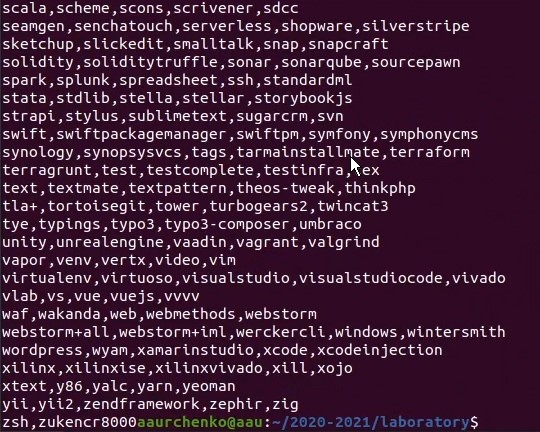 scala,scheme,scons,scrivener,sdcc
seamgen,senchatouch,serverless,shopware,silverstripe
sketchup,slickedit,smalltalk,snap,snapcraft
solidity,soliditytruffle,sonar,sonarqube,sourcepawn
spark,splunk,spreadsheet,ssh,standardml
stata,stdlib,stella,stellar,storybookjs
strapi,stylus,sublimetext,sugarcrm,svn
swift,swiftpackagemanager,swiftpm,symfony,symphonycms
synology,synopsysvcs,tags,tarmainstallmate,terraform
terragrunt,test,testcomplete,testinfra,tex
text,textmate,textpattern,theos-tweak,thinkphp
tla+,tortoisegit,tower,turbogears2,twincat3
tye,typings,typo3,typo3-composer,umbraco
unity,unrealengine,vaadin,vagrant,valgrind
vapor,venv,vertx,video,vim
virtualenv,virtuoso,visualstudio,visualstudiocode,vivado
vlab,vs,vue,vuejs,vvvv
waf,wakanda,web,webmethods,webstorm
webstorm+all,webstorm+iml,werckercli,windows,wintersmith
wordpress,wyam,xamarinstudio,xcode,xcodeinjection
xilinx,xilinxise,xilinxvivado,xill,xojo
xtext,y86,yalc,yarn,yeoman
yii,yii2,zendframework,zephir,zig
zsh,zukencr8000aaurchenko@aau:~/2020-2021/laboratory$